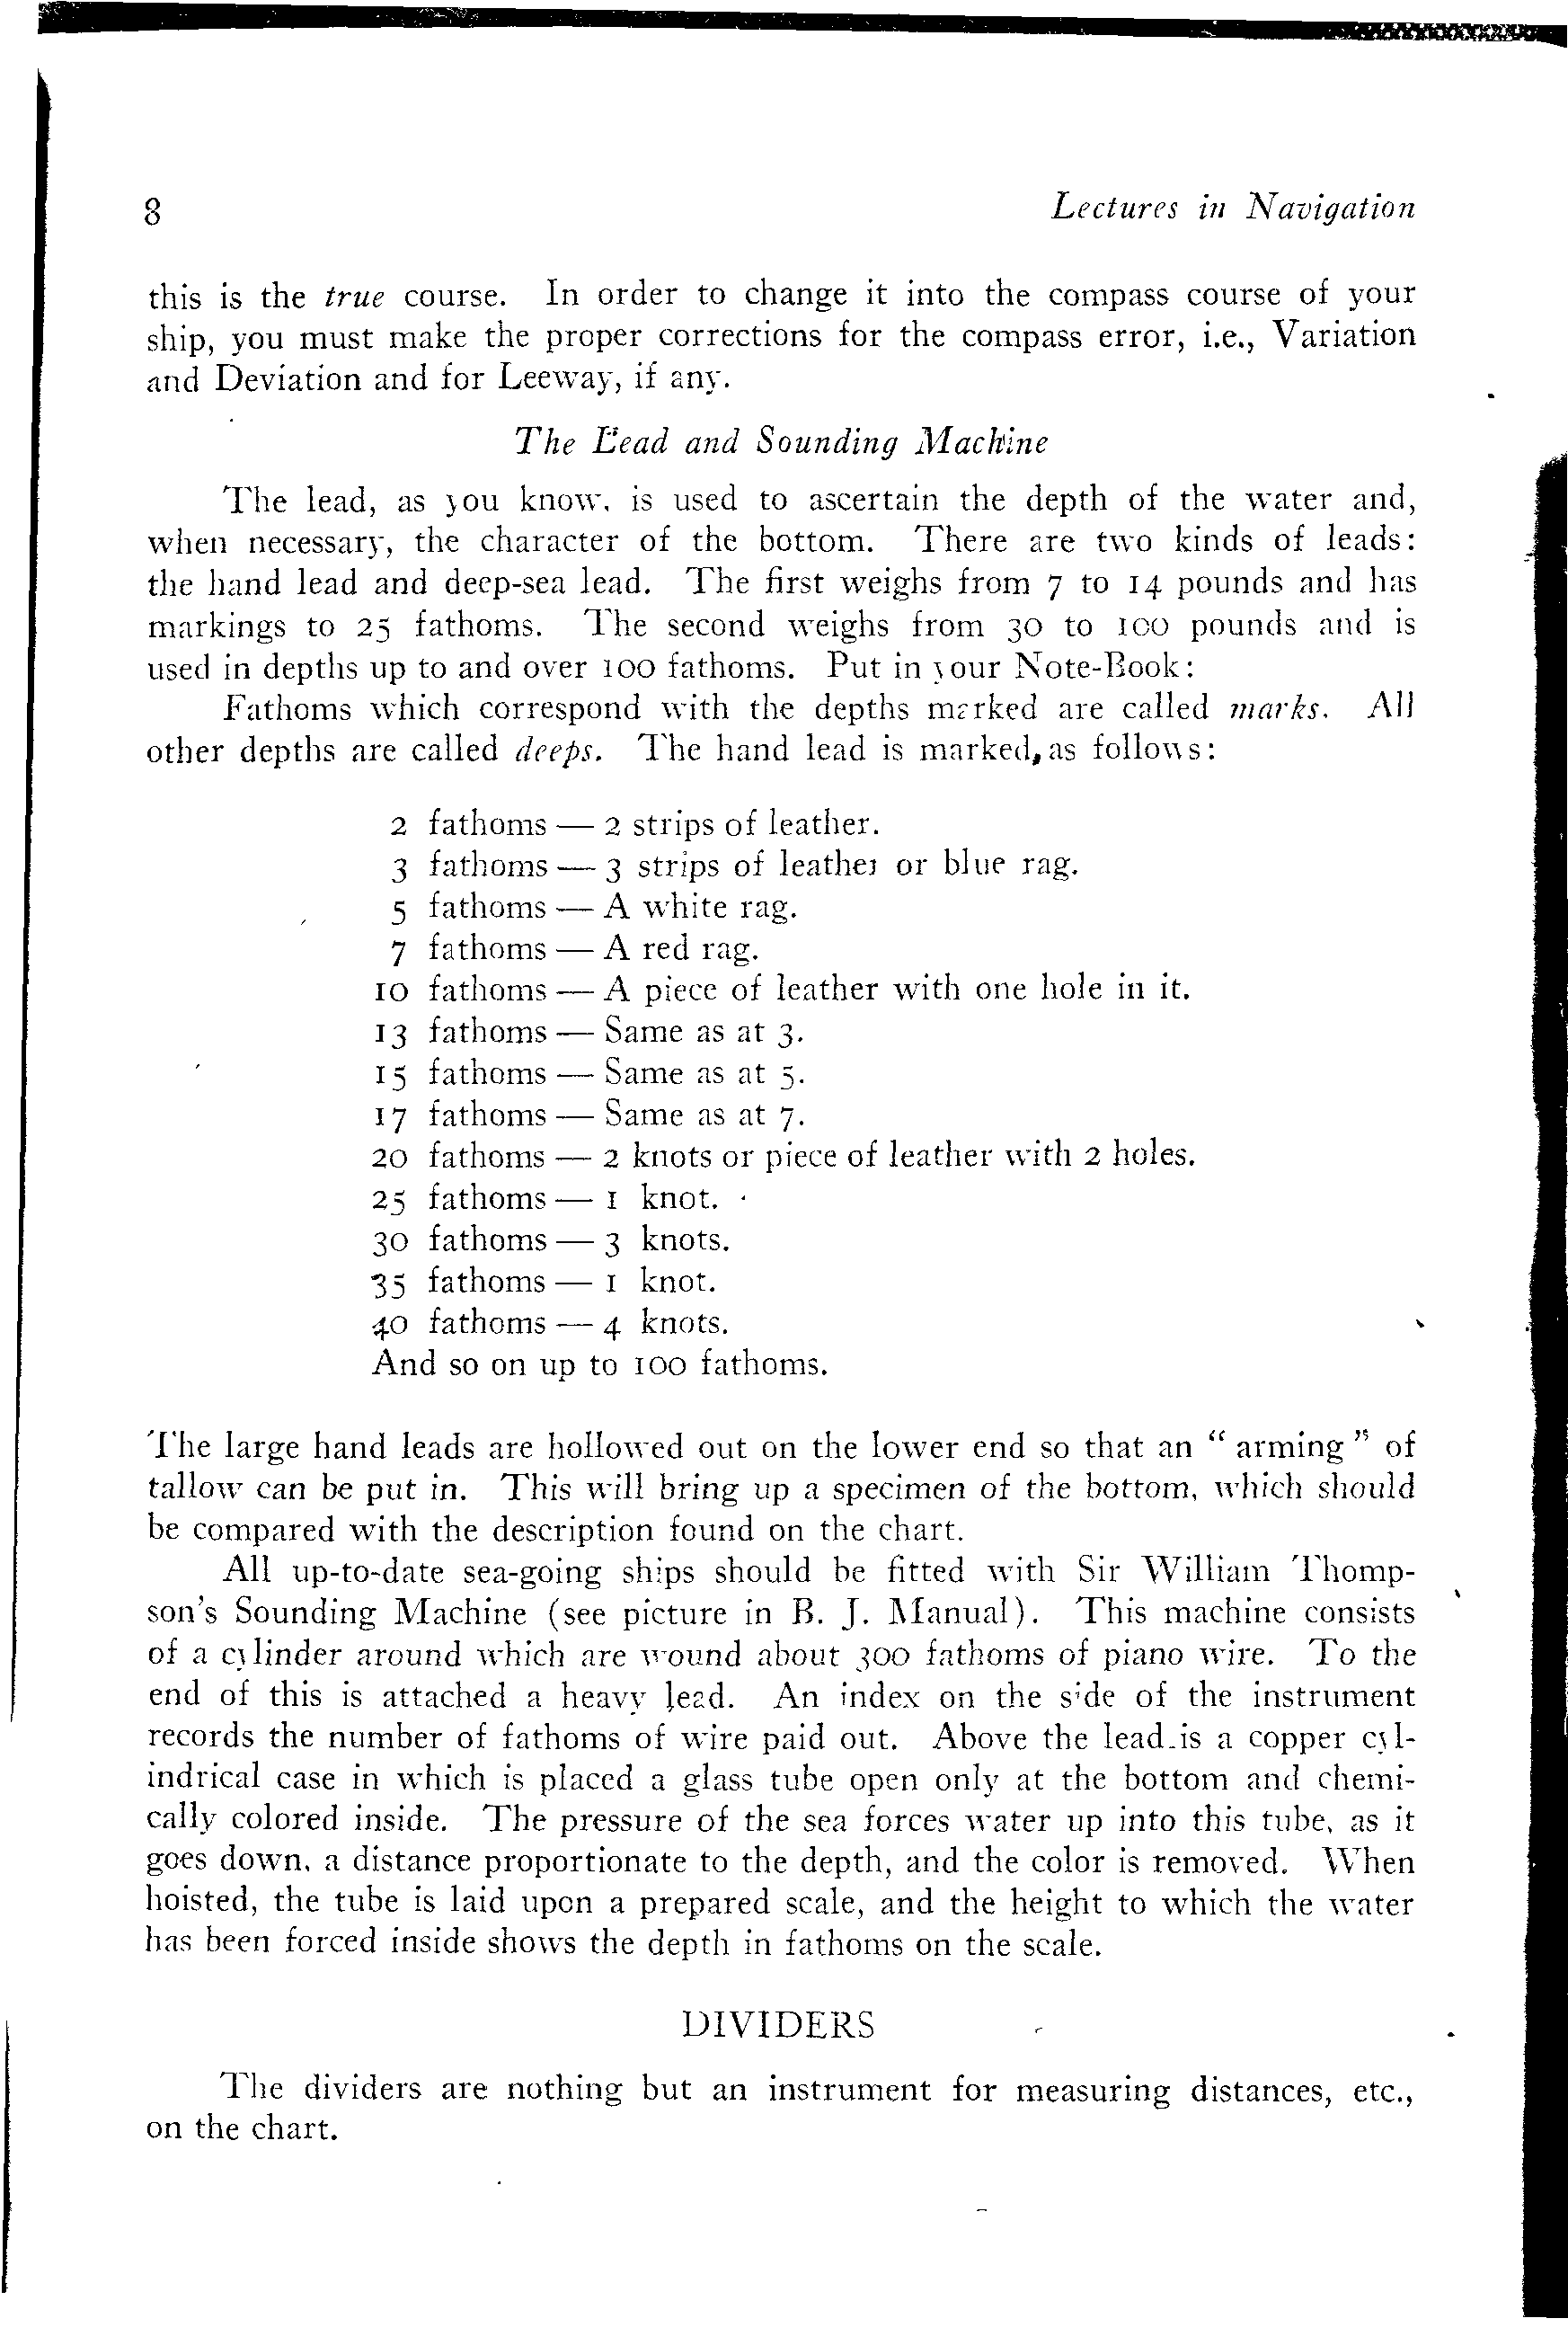 8 Lectures in Navigation
this is the true course. In order to change it into the compass course of your
ship, you must make the proper corrections for the compass error, i.e., Variation
and Deviation and for Leeway, if any.
The Lead and Sounding Machine
The lead, as you know, is used to ascertain the depth of the water and,
when necessary, the character of the bottom. There are two kinds of leads:
the hand lead and deep-sea lead. The first weighs from 7 to 14 pounds and has
markings to 25 fathoms. The second weighs from 30 to 100 pounds and is
used in depths up to and over 100 fathoms. Put in your Note-Book:
Fathoms which correspond with the depths marked are called marks. All
other depths are called deeps. The hand lead is marked, as follows:
2 fathoms — 2 strips of leather.
3 fathoms — 3 strips of leather or blue rag.
5 fathoms — A white rag.
7 fathoms — A red rag.
10 fathoms — A piece of leather with one hole in it.
13 fathoms — Same as at 3.
15 fathoms — Same as at 5.
17 fathoms — Same as at 7.
20 fathoms — 2 knots or piece of leather with 2 holes.
25 fathoms — 1 knot.
30 fathoms — 3 knots.
35 fathoms — 1 knot.
40 fathoms — 4 knots.
And so on up to 100 fathoms.
The large hand leads are hollowed out on the lower end so that an " arming " of
tallow can be put in. This will bring up a specimen of the bottom, which should
be compared with the description found on the chart.
All up-to-date sea-going ships should be fitted with Sir William Thomp-
son's Sounding Machine (see picture in B. J. Manual). This machine consists
of a cylinder around which are wound about 300 fathoms of piano wire. To the
end of this is attached a heavy lead. An index on the side of the instrument
records the number of fathoms of wire paid out. Above the lead is a copper cyl-
indrical case in which is placed a glass tube open only at the bottom and chemi-
cally colored inside. The pressure of the sea forces water up into this tube, as it
goes down, a distance proportionate to the depth, and the color is removed. When
hoisted, the tube is laid upon a prepared scale, and the height to which the water
has been forced inside shows the depth in fathoms on the scale.
DIVIDERS
The dividers are nothing but an instrument for measuring distances, etc.,
on the chart.